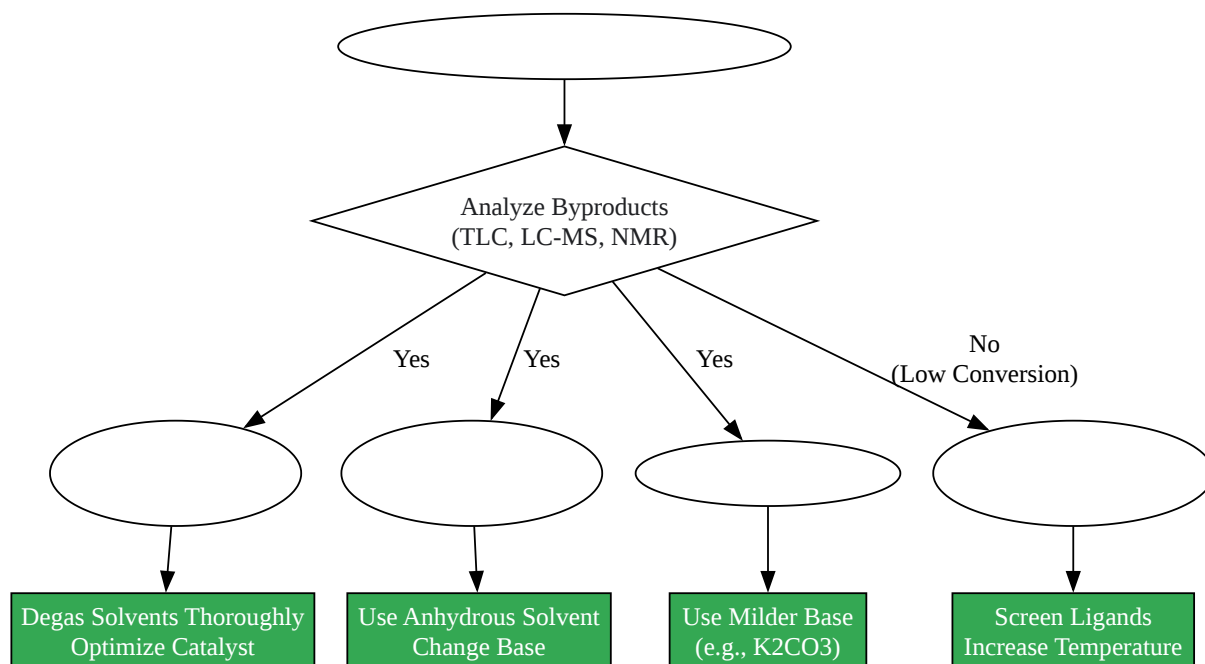 Analyze Byproducts
(TLC, LC-MS, NMR)
Yes
Yes
Yes
No
(Low Conversion)
Degas Solvents Thoroughly
Optimize Catalyst
Use Anhydrous Solvent
Change Base
Use Milder Base
(e.g., K2CO3)
Screen Ligands
Increase Temperature